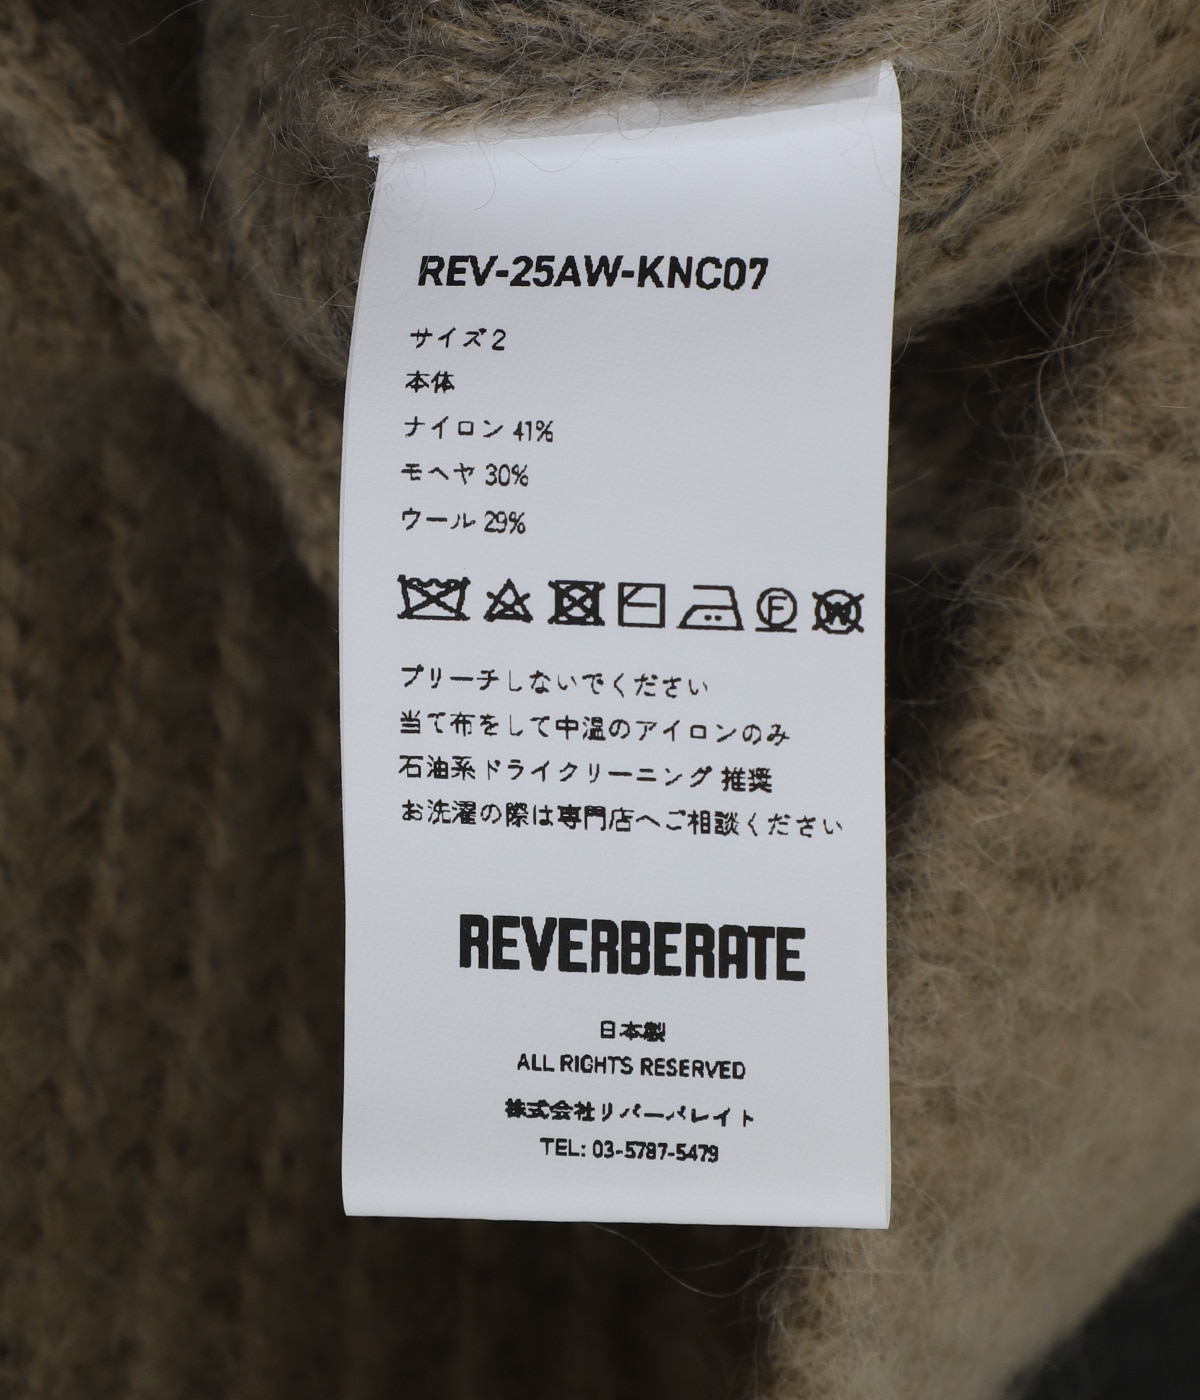 REV-25AW-KNC07
サイズ2
本体
ナイロン 41%
モヘヤ 30%
ウール 29%
F W
ブリーチしないでください
当て布をして中温のアイロンのみ
石油系ドライクリーニング 推奨
お洗濯の際は専門店へご相談ください
REVERBERATE
日本製
ALL RIGHTS RESERVED
株式会社リバーバレイト
TEL: 03-5787-5479